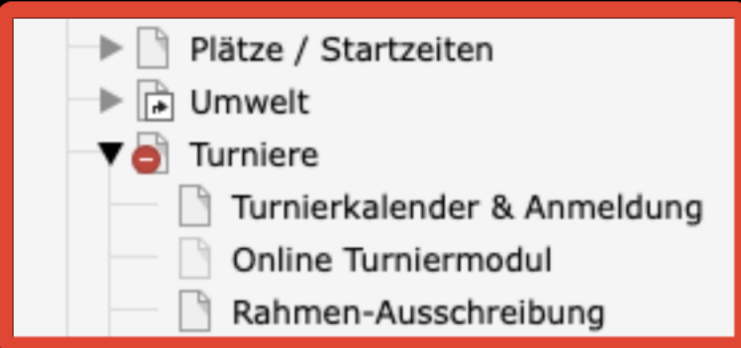 Plätze / Startzeiten
Umwelt
Turniere
Turnierkalender & Anmeldung
Online Turniermodul
Rahmen-Ausschreibung